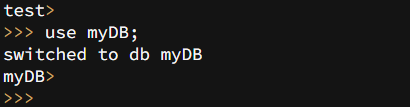 test>
>>> use myDB;
switched to db myDB
myDB>
>>>